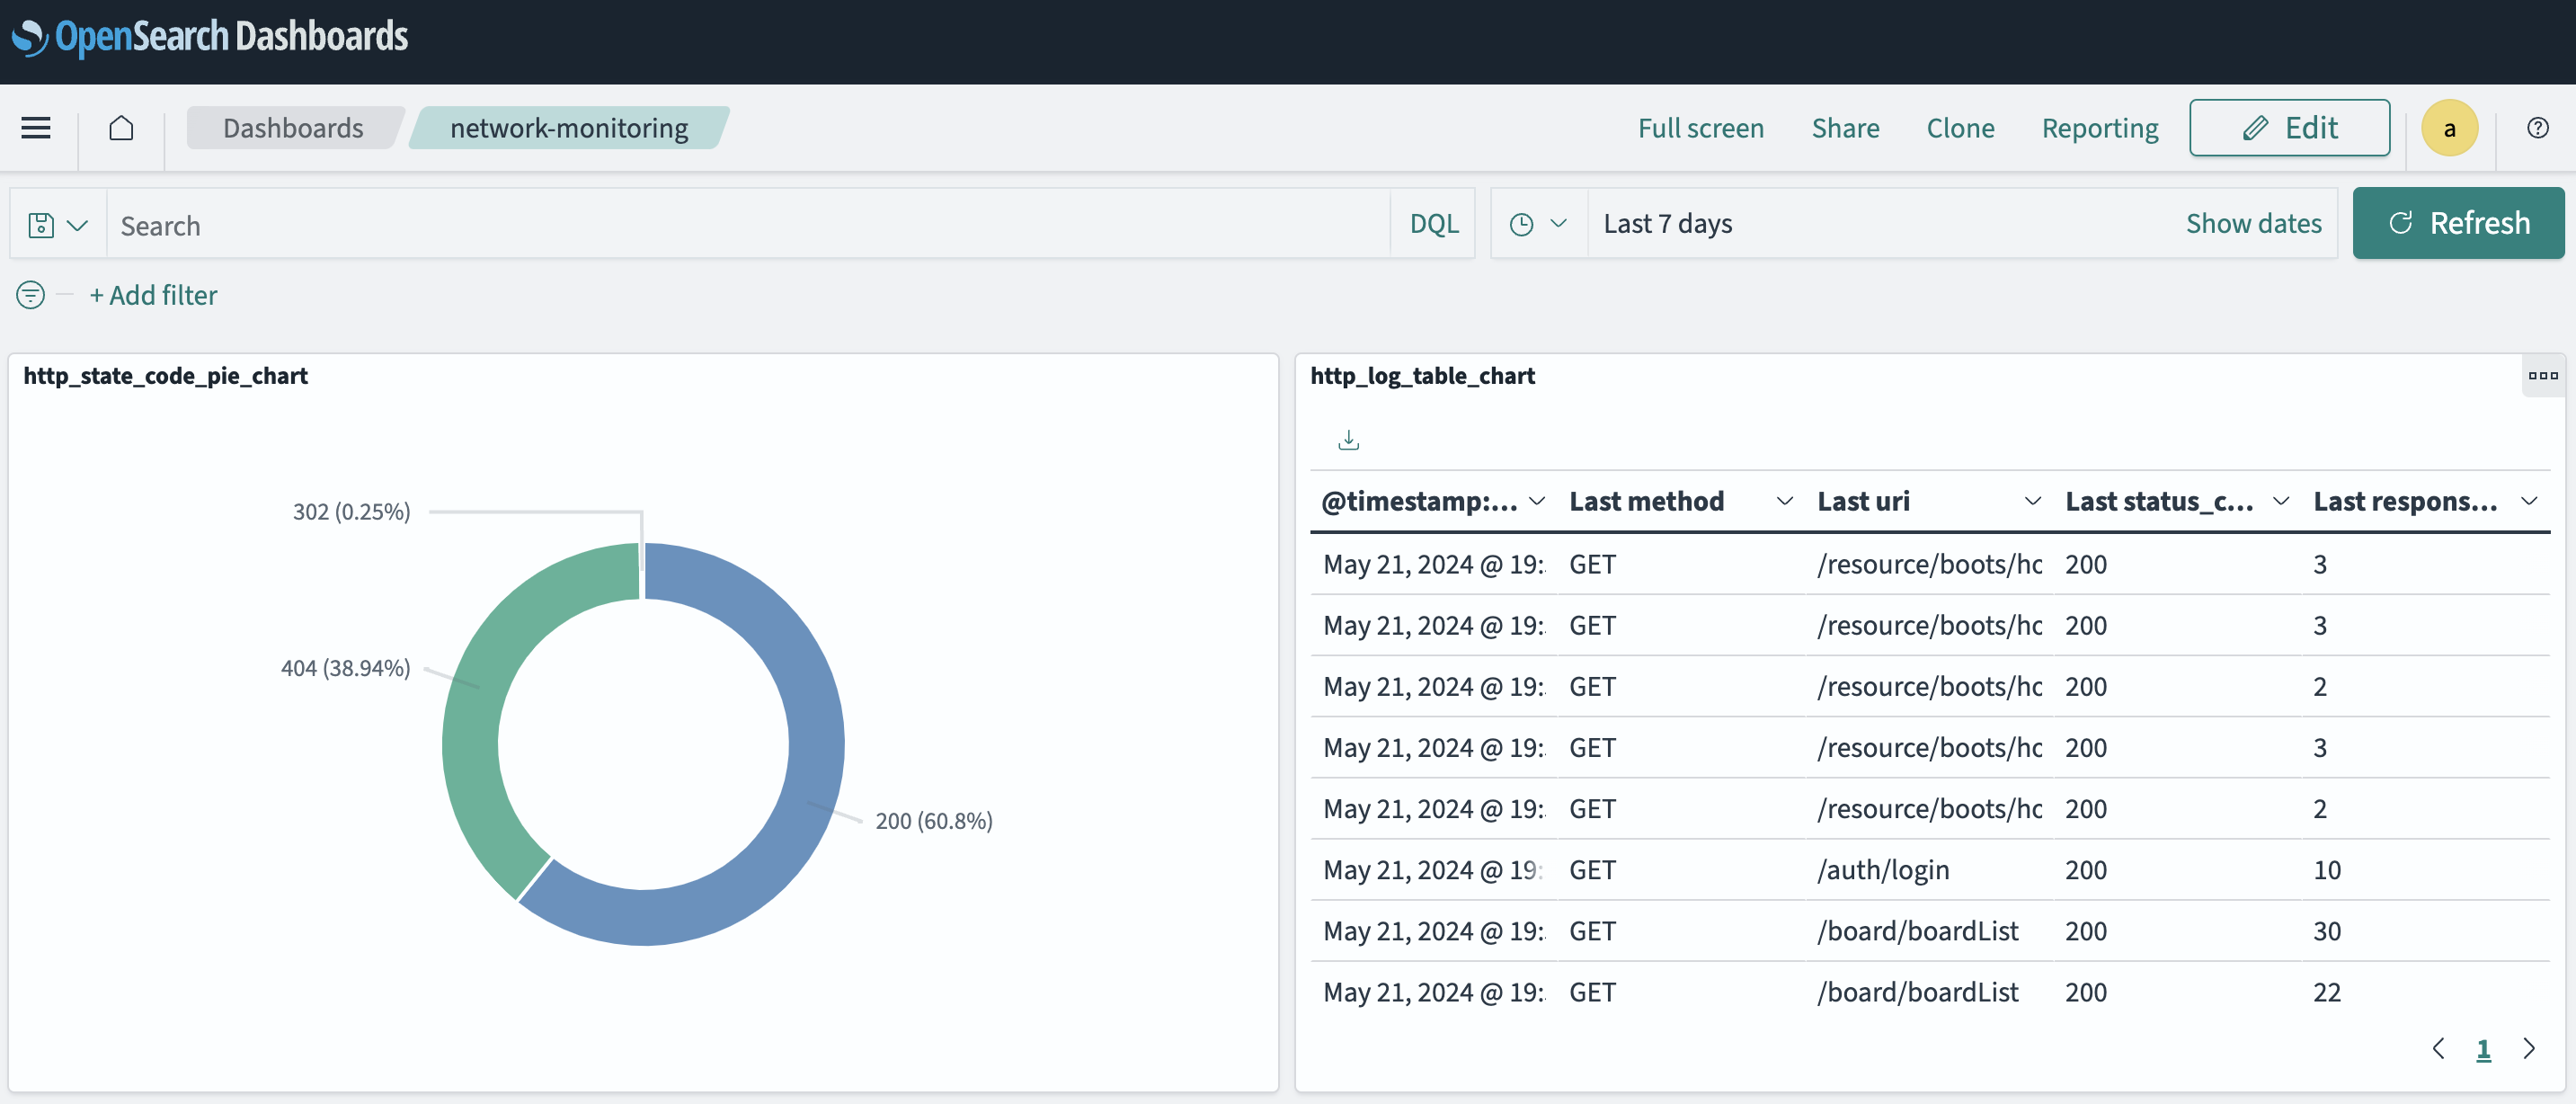 OpenSearch Dashboards
Dashboards network-monitoring Full screen Share Clone Reporting Edit a
Search DQL Last 7 days Show dates Refresh
+ Add filter
http_state_code_pie_chart
302 (0.25%)
404 (38.94%)
200 (60.8%)
http_log_table_chart
@timestamp:... Last method Last uri Last status_c... Last respons...
May 21, 2024 @ 19: GET /resource/boots/hc 200 3
May 21, 2024 @ 19: GET /resource/boots/hc 200 3
May 21, 2024 @ 19: GET /resource/boots/hc 200 2
May 21, 2024 @ 19: GET /resource/boots/hc 200 3
May 21, 2024 @ 19: GET /resource/boots/hc 200 2
May 21, 2024 @ 19: GET /auth/login 200 10
May 21, 2024 @ 19: GET /board/boardList 200 30
May 21, 2024 @ 19: GET /board/boardList 200 22
1